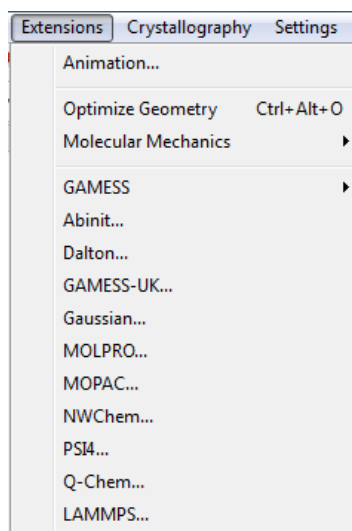 Extensions Crystallography Settings
Animation...
Optimize Geometry Ctrl+Alt+O
Molecular Mechanics
GAMESS
Abinit...
Dalton...
GAMESS-UK...
Gaussian...
MOLPRO...
MOPAC...
NWChem...
PSI4...
Q-Chem...
LAMMPS...